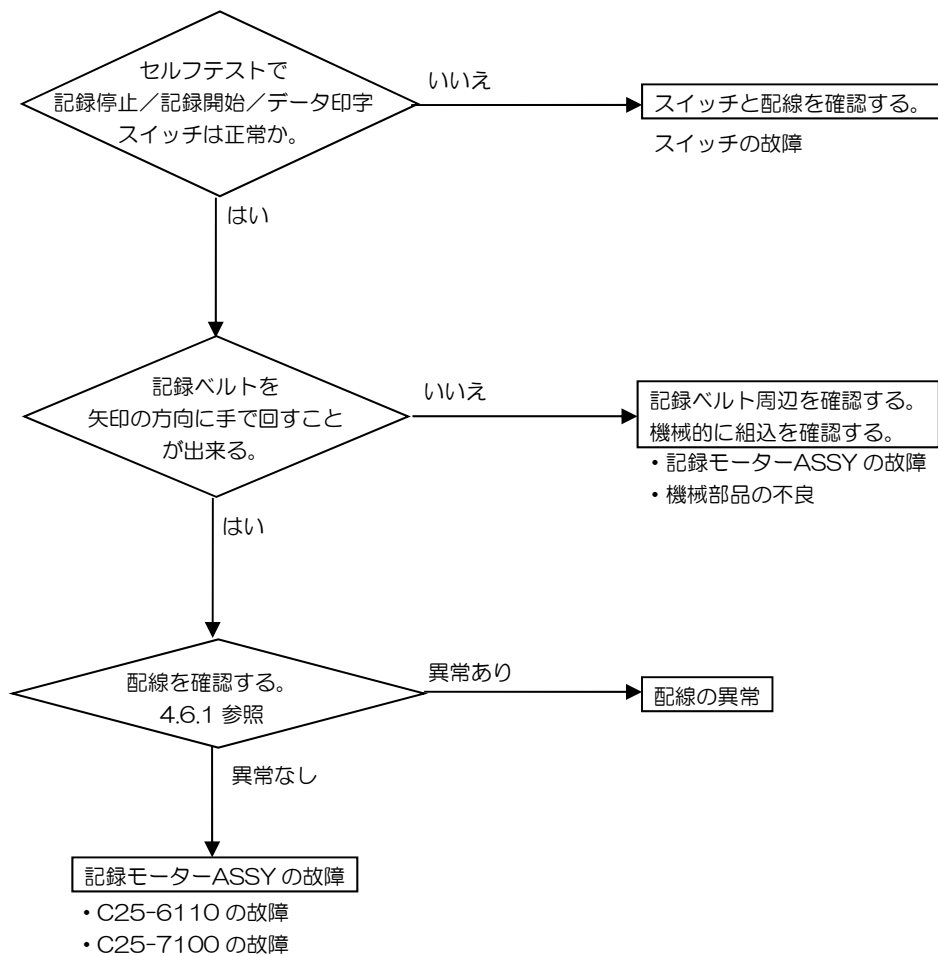 セルフテストで
記録停止／記録開始／データ印字
スイッチは正常か。
いいえ
スイッチと配線を確認する。
スイッチの故障
はい
記録ベルトを
矢印の方向に手で回すこと
が出来る。
いいえ
記録ベルト周辺を確認する。
機械的に組込を確認する。
・記録モーターASSY の故障
・機械部品の不良
はい
配線を確認する。
4.6.1 参照
異常あり
配線の異常
異常なし
記録モーターASSY の故障
・C25-6110 の故障
・C25-7100 の故障